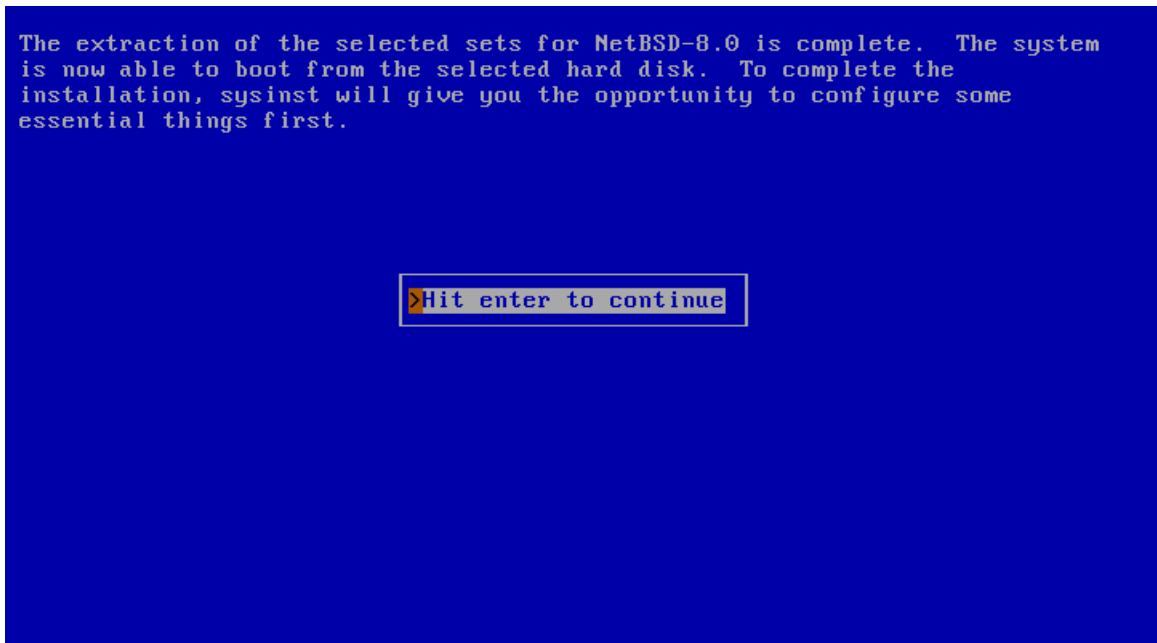 The extraction of the selected sets for NetBSD-8.0 is complete.  The system
is now able to boot from the selected hard disk.  To complete the
installation, sysinst will give you the opportunity to configure some
essential things first.
>Hit enter to continue